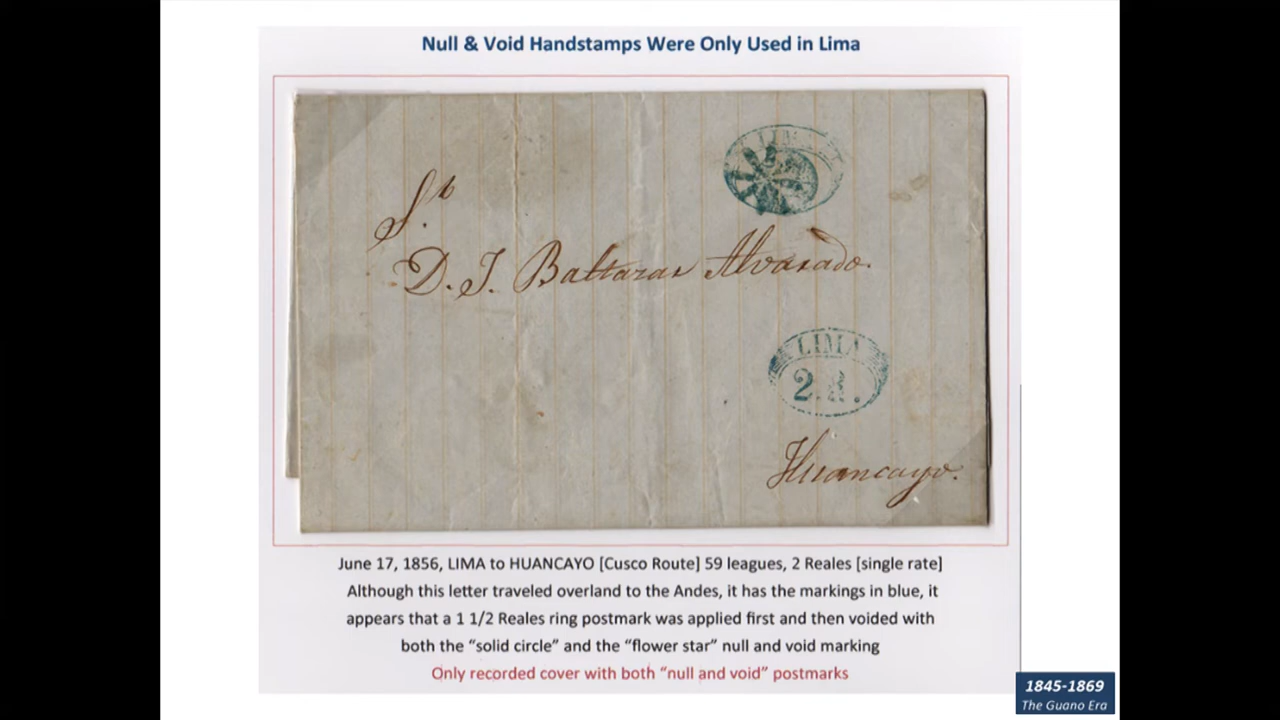 Null & Void Handstamps Were Only Used in Lima
LIMA
Sr
D. J. Baltazar Alvarado.
LIMA
2.R.
Huancayo.
June 17, 1856, LIMA to HUANCAYO [Cusco Route] 59 leagues, 2 Reales [single rate]
Although this letter traveled overland to the Andes, it has the markings in blue, it
appears that a 1 1/2 Reales ring postmark was applied first and then voided with
both the “solid circle” and the “flower star” null and void marking
Only recorded cover with both “null and void” postmarks
1845-1869
The Guano Era